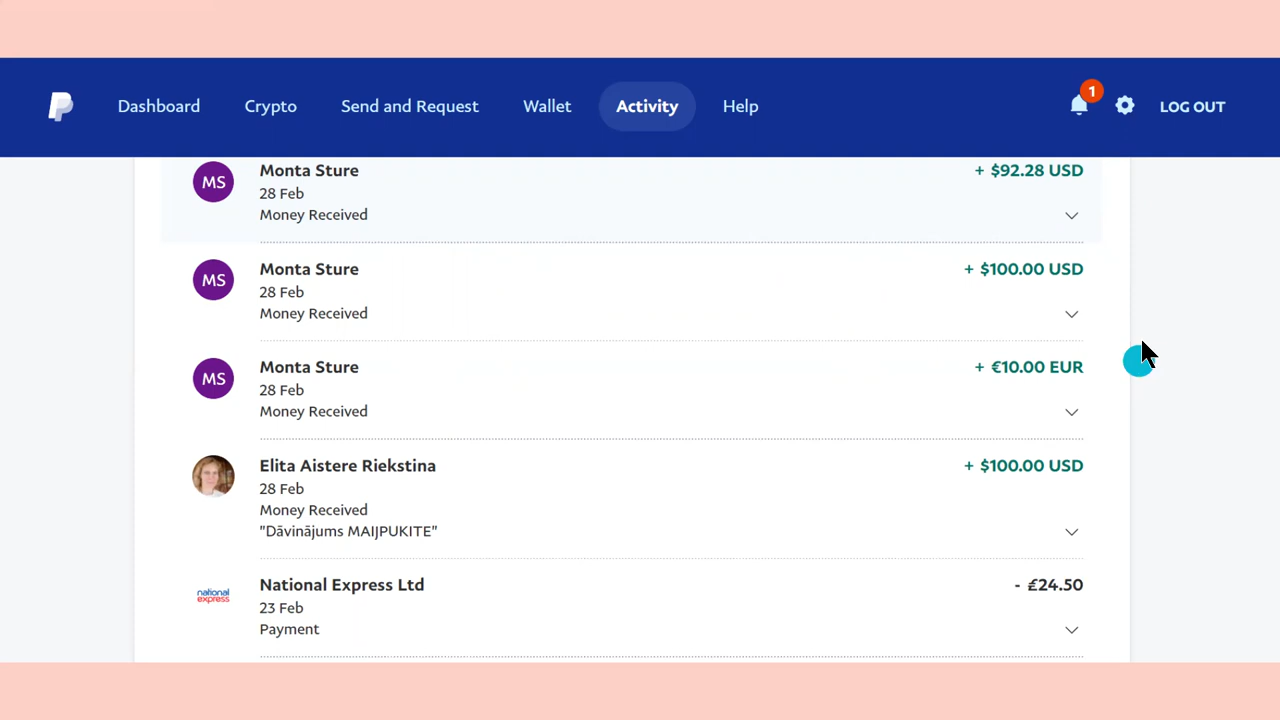 Dashboard Crypto Send and Request Wallet Activity Help 1 LOG OUT
MS Monta Sture + $92.28 USD
28 Feb
Money Received
MS Monta Sture + $100.00 USD
28 Feb
Money Received
MS Monta Sture + €10.00 EUR
28 Feb
Money Received
Elita Aistere Riekstina + $100.00 USD
28 Feb
Money Received
"Dāvinājums MAIJPUKITE"
national express National Express Ltd - £24.50
23 Feb
Payment